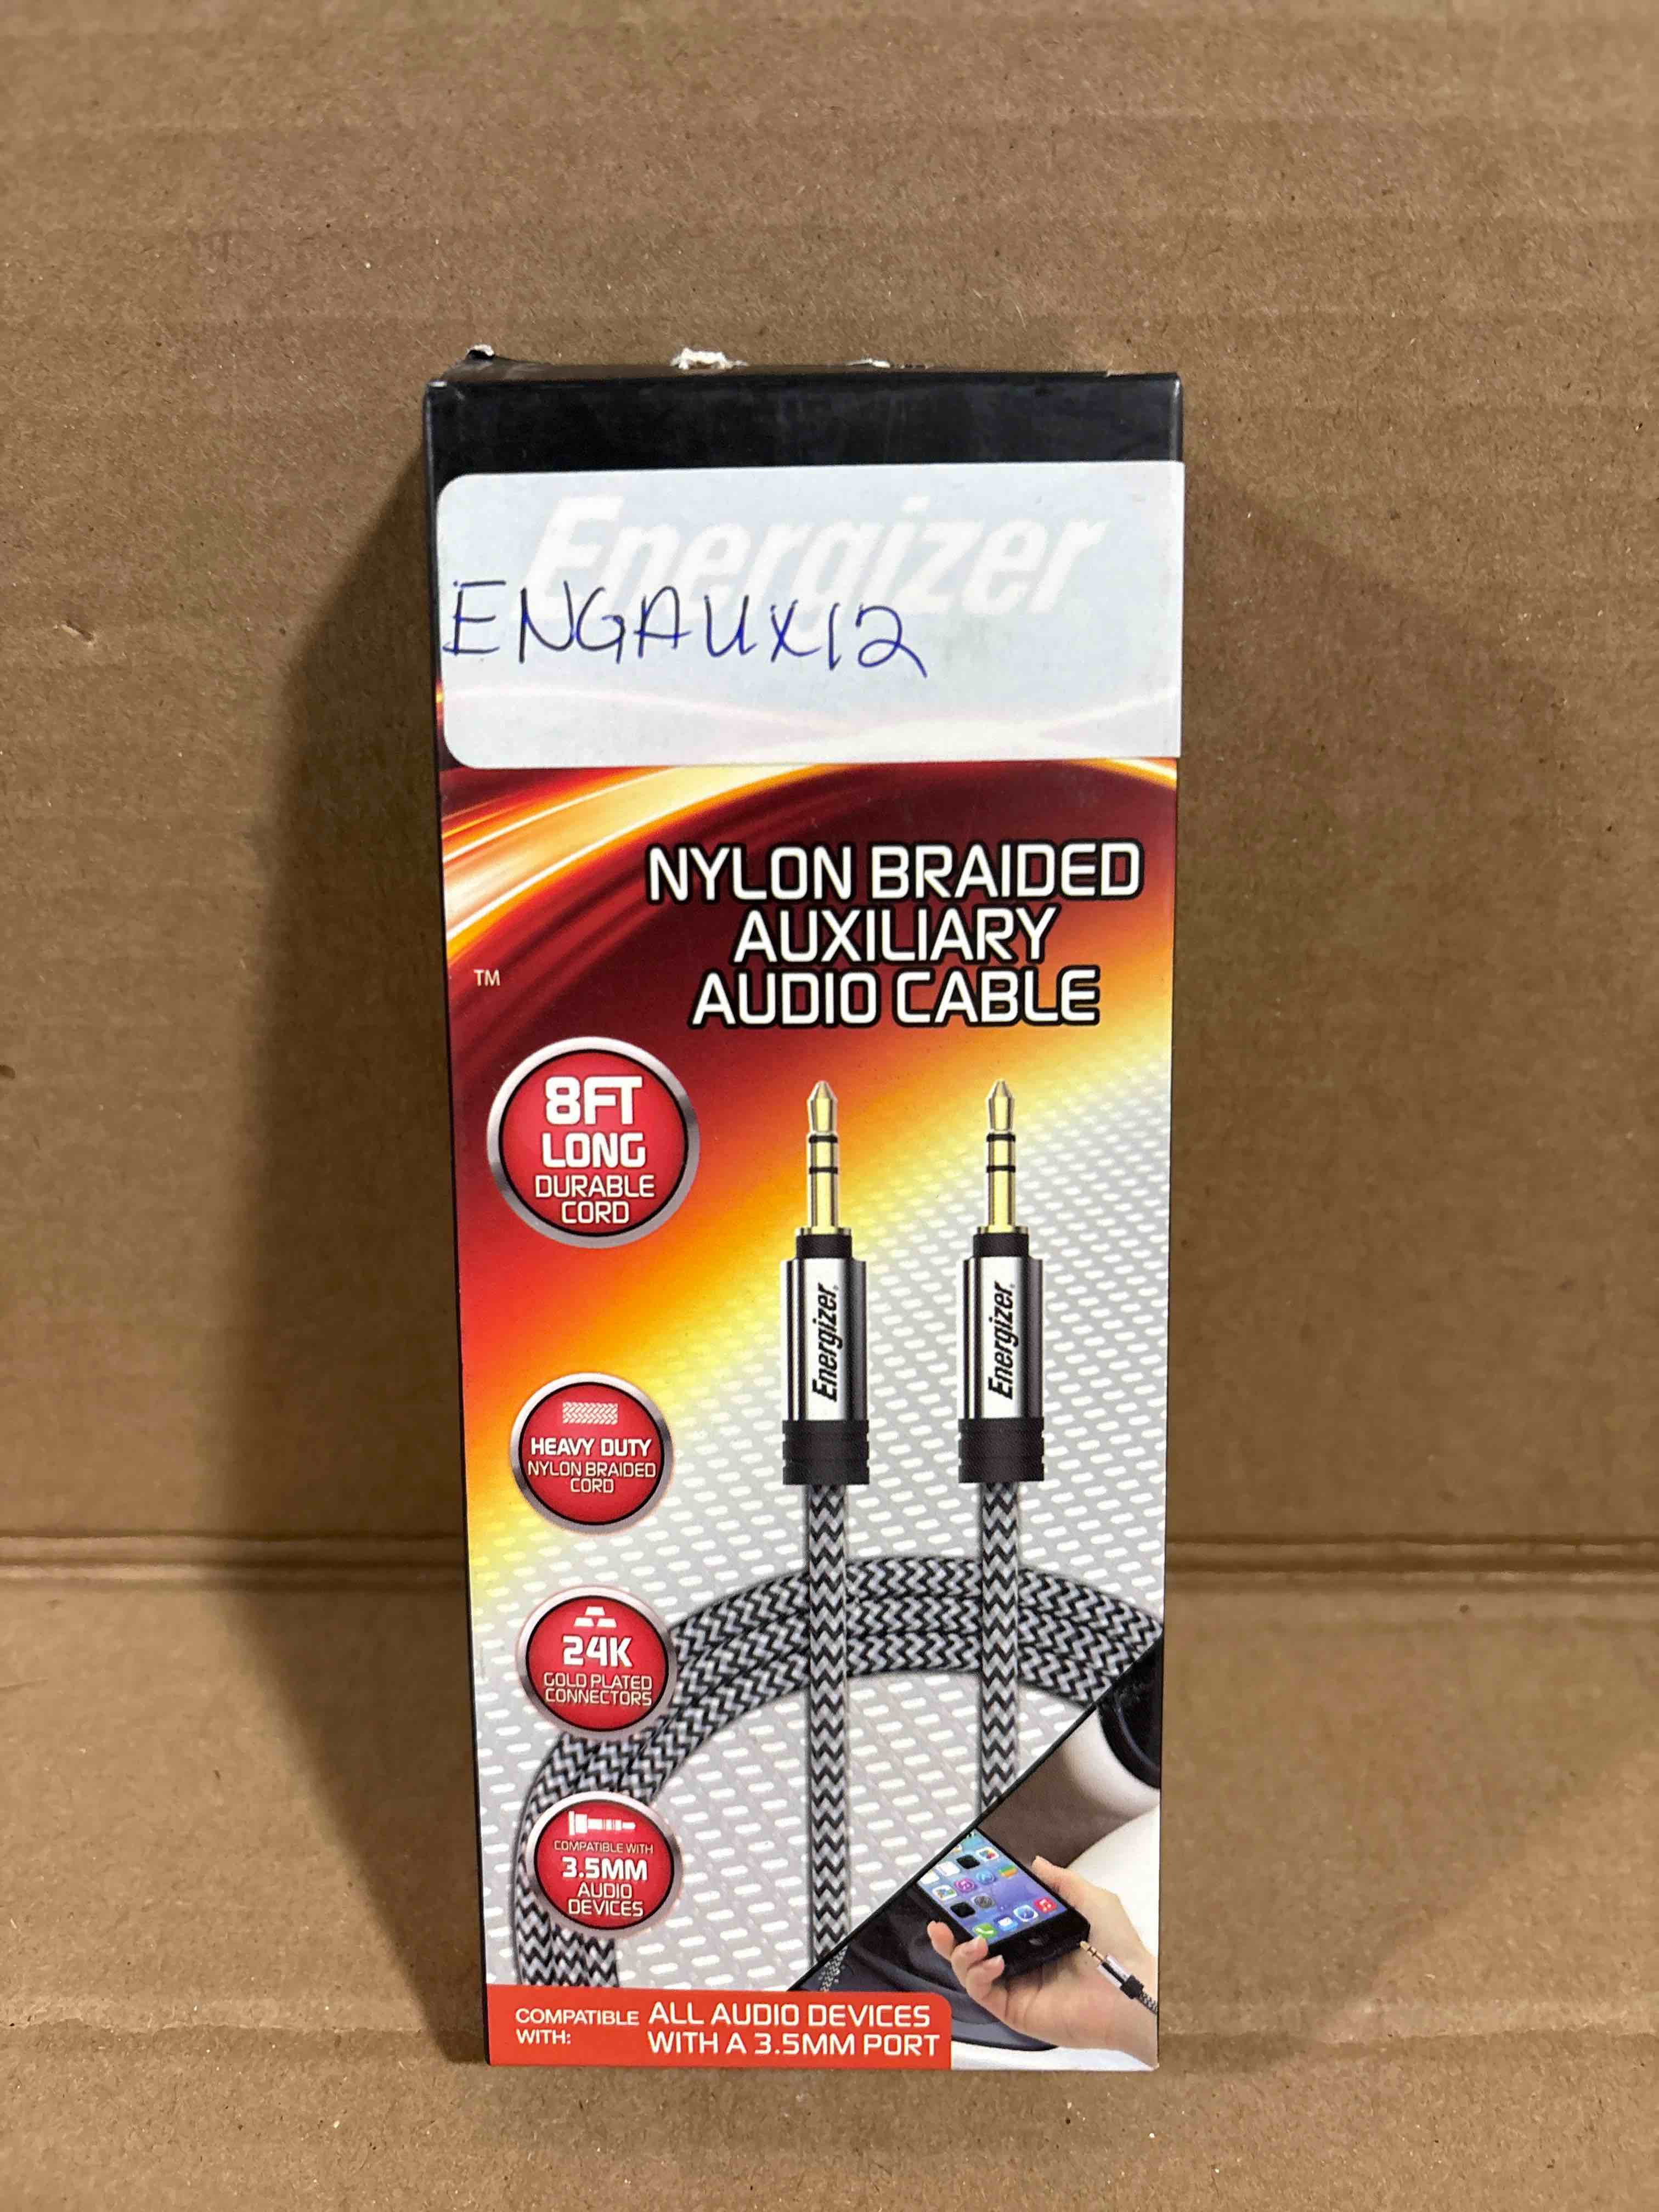 Energizer
ENGAUX12
NYLON BRAIDED
AUXILIARY
AUDIO CABLE
TM
8FT
LONG
DURABLE
CORD
Energizer
Energizer
HEAVY DUTY
NYLON BRAIDED
CORD
24K
GOLD PLATED
CONNECTORS
COMPATIBLE WITH
3.5MM
AUDIO
DEVICES
COMPATIBLE WITH: ALL AUDIO DEVICES
WITH A 3.5MM PORT